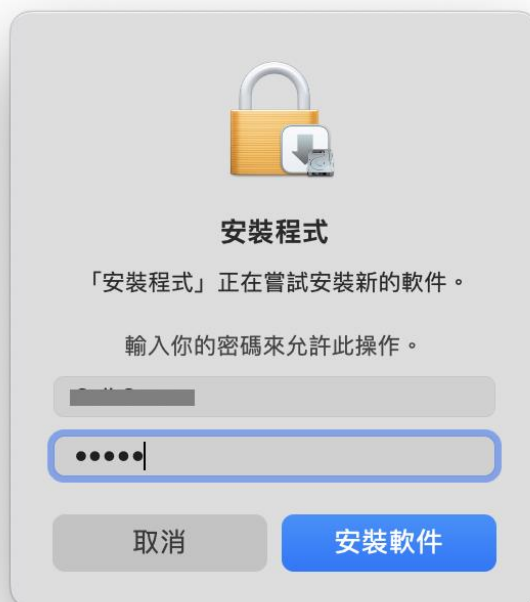 安裝程式
「安裝程式」正在嘗試安裝新的軟件。
輸入你的密碼來允許此操作。
•••••
取消
安裝軟件